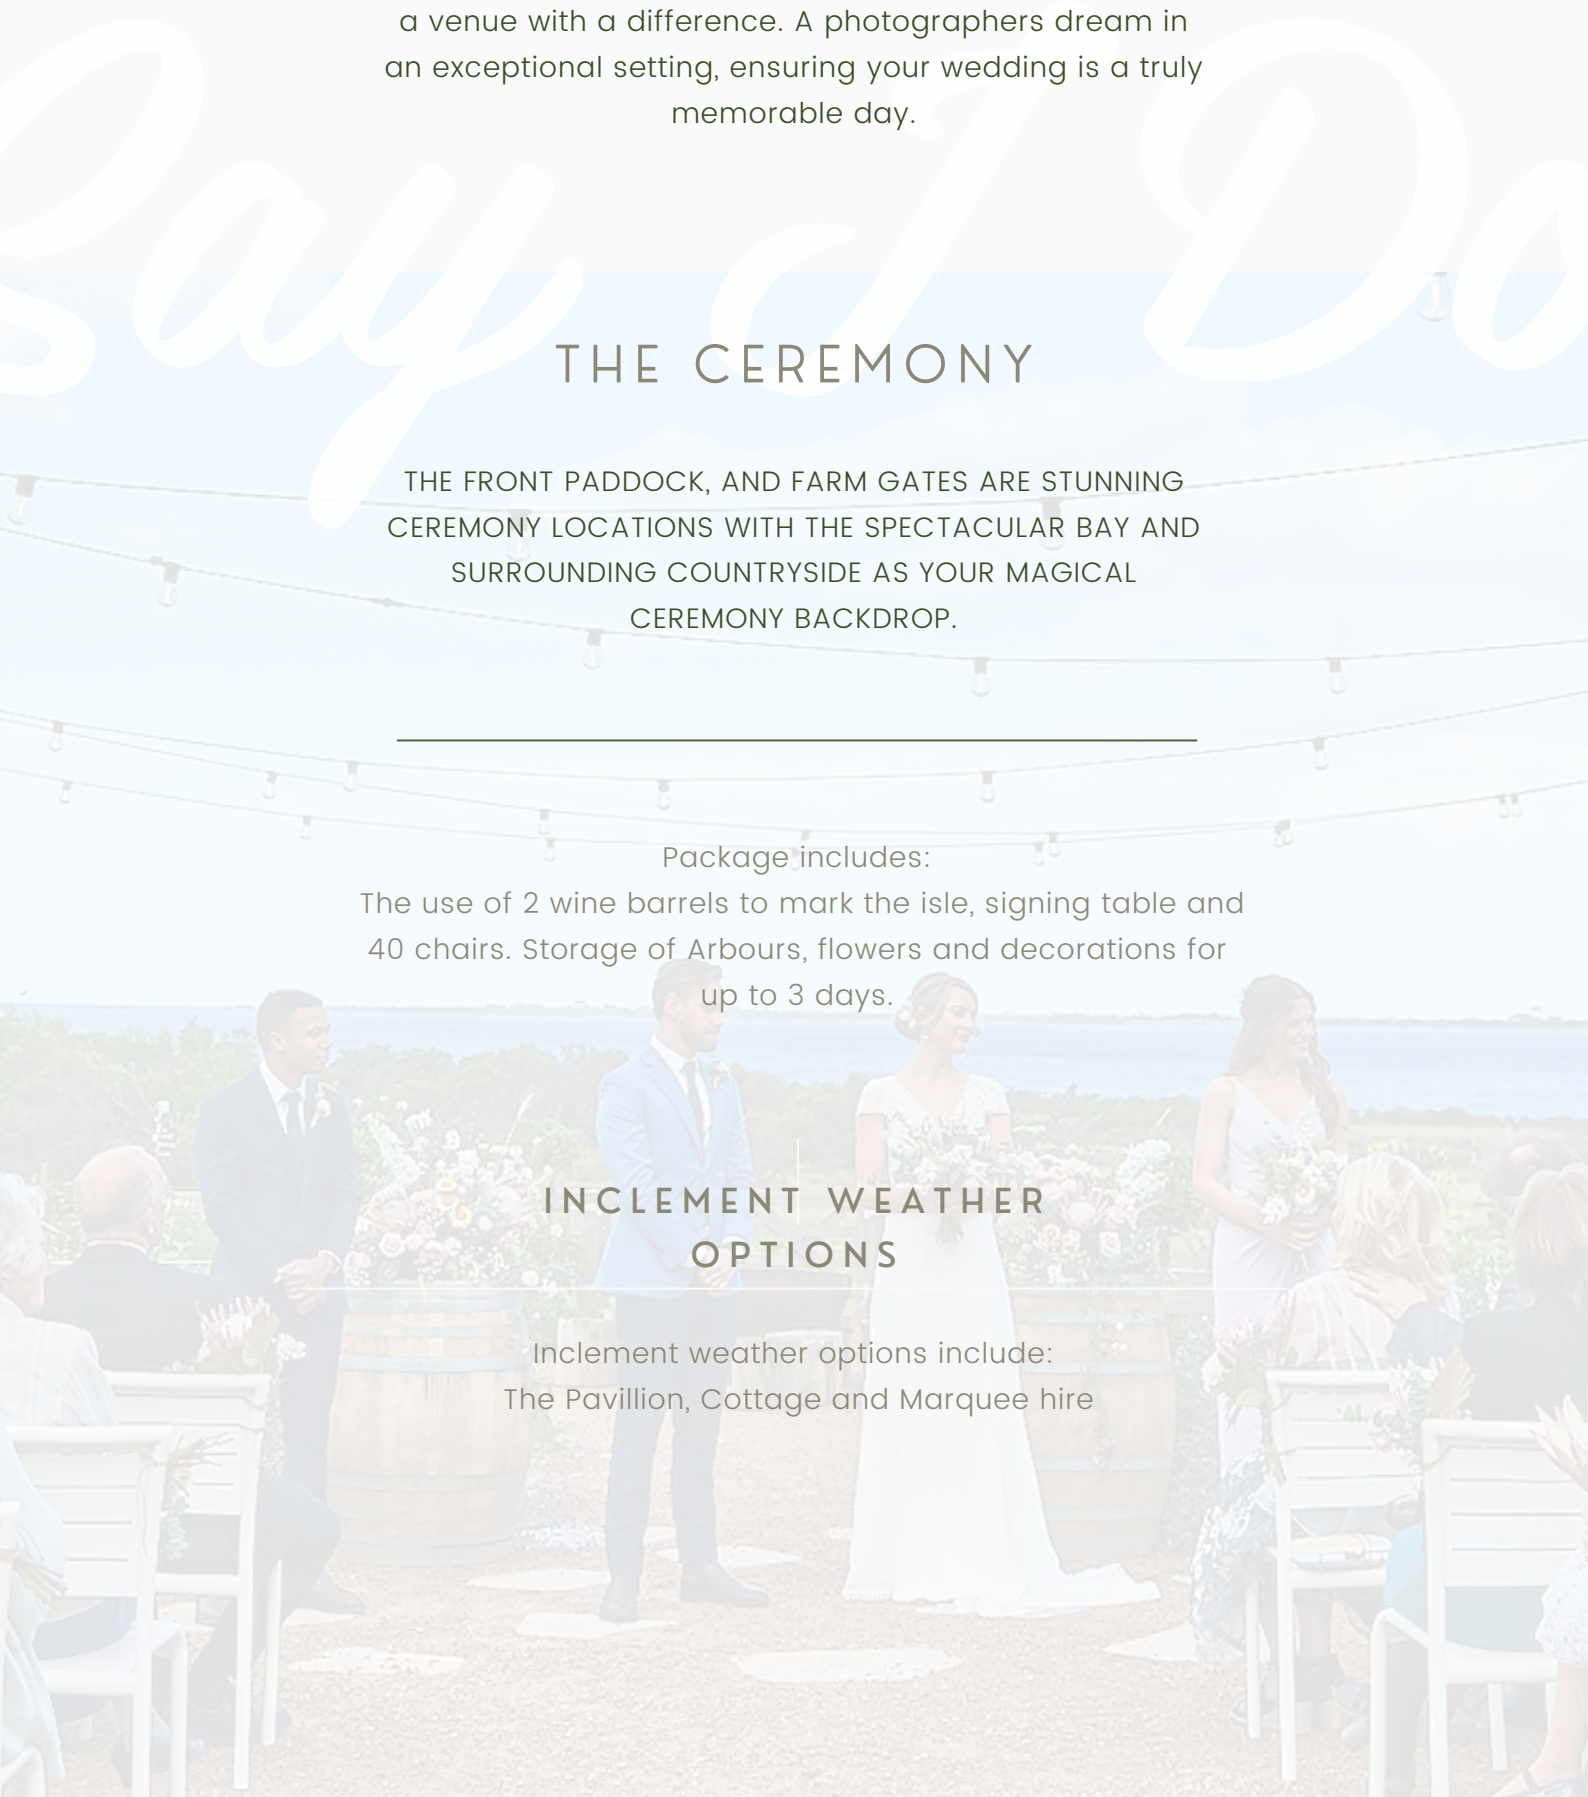 a venue with a difference. A photographers dream in
an exceptional setting, ensuring your wedding is a truly
memorable day.
Say I Do
THE CEREMONY
THE FRONT PADDOCK, AND FARM GATES ARE STUNNING
CEREMONY LOCATIONS WITH THE SPECTACULAR BAY AND
SURROUNDING COUNTRYSIDE AS YOUR MAGICAL
CEREMONY BACKDROP.
Package includes:
The use of 2 wine barrels to mark the isle, signing table and
40 chairs. Storage of Arbours, flowers and decorations for
up to 3 days.
INCLEMENT WEATHER
OPTIONS
Inclement weather options include:
The Pavillion, Cottage and Marquee hire